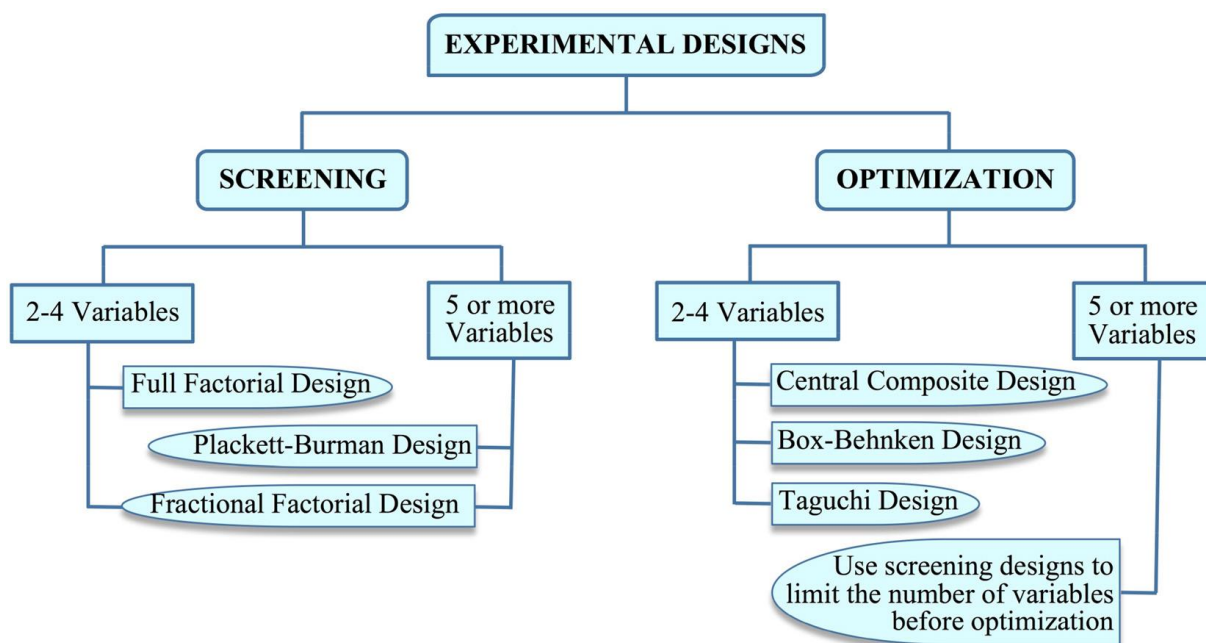 EXPERIMENTAL DESIGNS
SCREENING
OPTIMIZATION
2-4 Variables
5 or more
Variables
Full Factorial Design
Plackett-Burman Design
Fractional Factorial Design
2-4 Variables
5 or more
Variables
Central Composite Design
Box-Behnken Design
Taguchi Design
Use screening designs to
limit the number of variables
before optimization